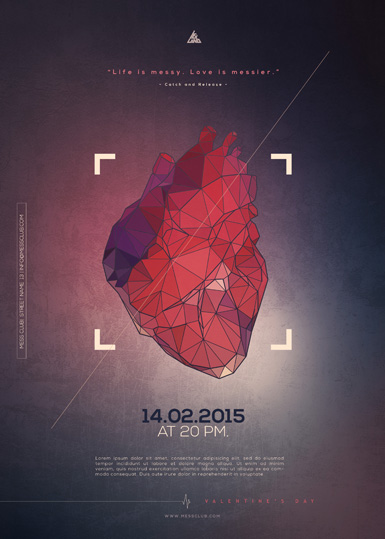 "Life is messy. Love is messier."
- Catch and Release -
MESS CLUB | STREET NAME 13 | INFO@MESSCLUB.COM
14.02.2015
AT 20 PM.
Lorem ipsum dolor sit amet, consectetur adipisicing elit, sed do eiusmod
tempor incididunt ut labore et dolore magna aliqua. Ut enim ad minim
veniam, quis nostrud exercitation ullamco laboris nisi ut aliquip ex ea com-
modo consequat. Duis aute irure dolor in reprehenderit in voluptate.
VALENTINE'S DAY
WWW.MESSCLUB.COM